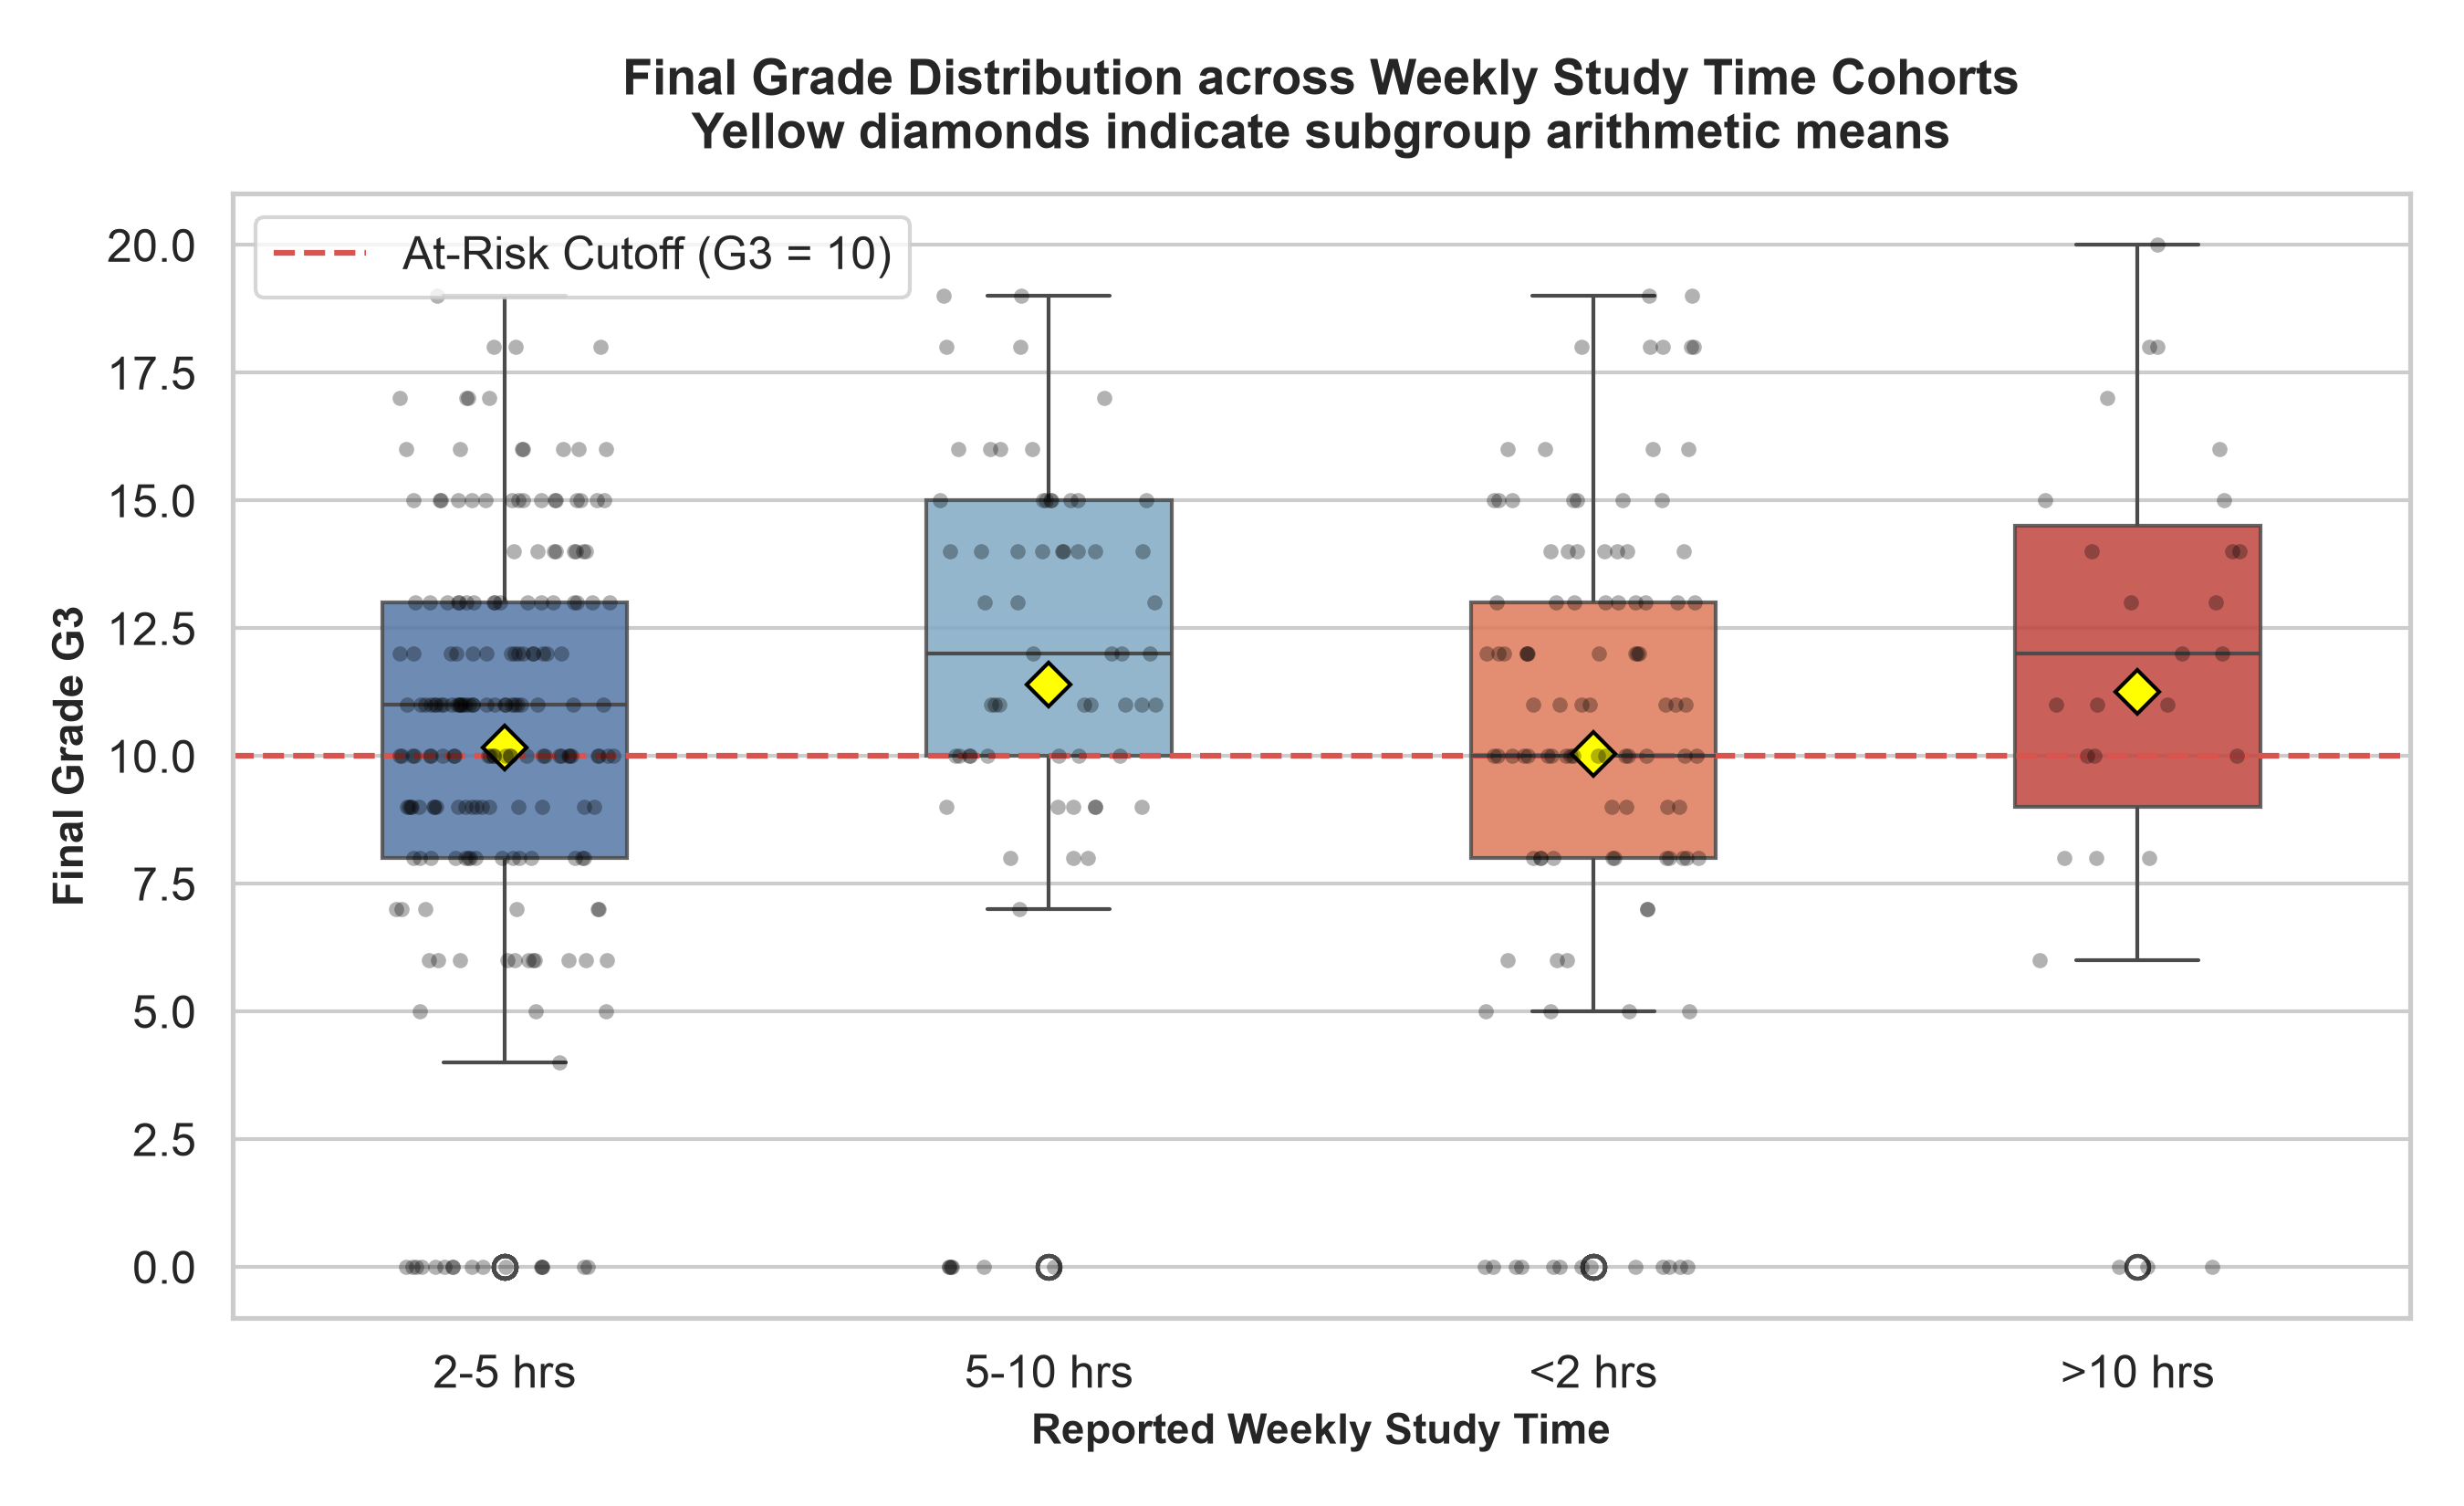 Final Grade Distribution across Weekly Study Time Cohorts
Yellow diamonds indicate subgroup arithmetic means
At-Risk Cutoff (G3 = 10)
Final Grade G3
20.0
17.5
15.0
12.5
10.0
7.5
5.0
2.5
0.0
2-5 hrs
5-10 hrs
<2 hrs
>10 hrs
Reported Weekly Study Time